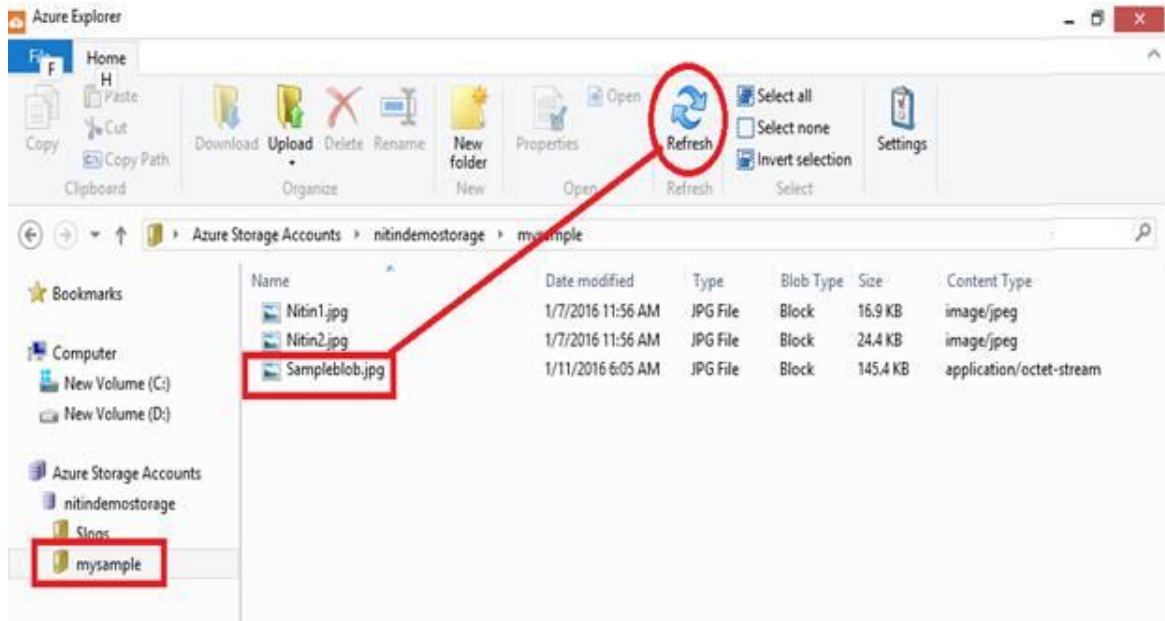 Azure Explorer
File F Home H
Copy
Paste
Cut
Copy Path
Clipboard
Download Upload Delete Rename
Organize
New folder
New
Properties
Open
Open
Refresh
Refresh
Select all
Select none
Invert selection
Select
Settings
Azure Storage Accounts nitindemostorage mysample
Bookmarks
Computer
New Volume (C:)
New Volume (D:)
Azure Storage Accounts
nitindemostorage
mysample
Name Date modified Type Blob Type Size Content Type
Nitin1.jpg 1/7/2016 11:56 AM JPG File Block 16.9 KB image/jpeg
Nitin2.jpg 1/7/2016 11:56 AM JPG File Block 24.4 KB image/jpeg
Sampleblob.jpg 1/11/2016 6:05 AM JPG File Block 145.4 KB application/octet-stream